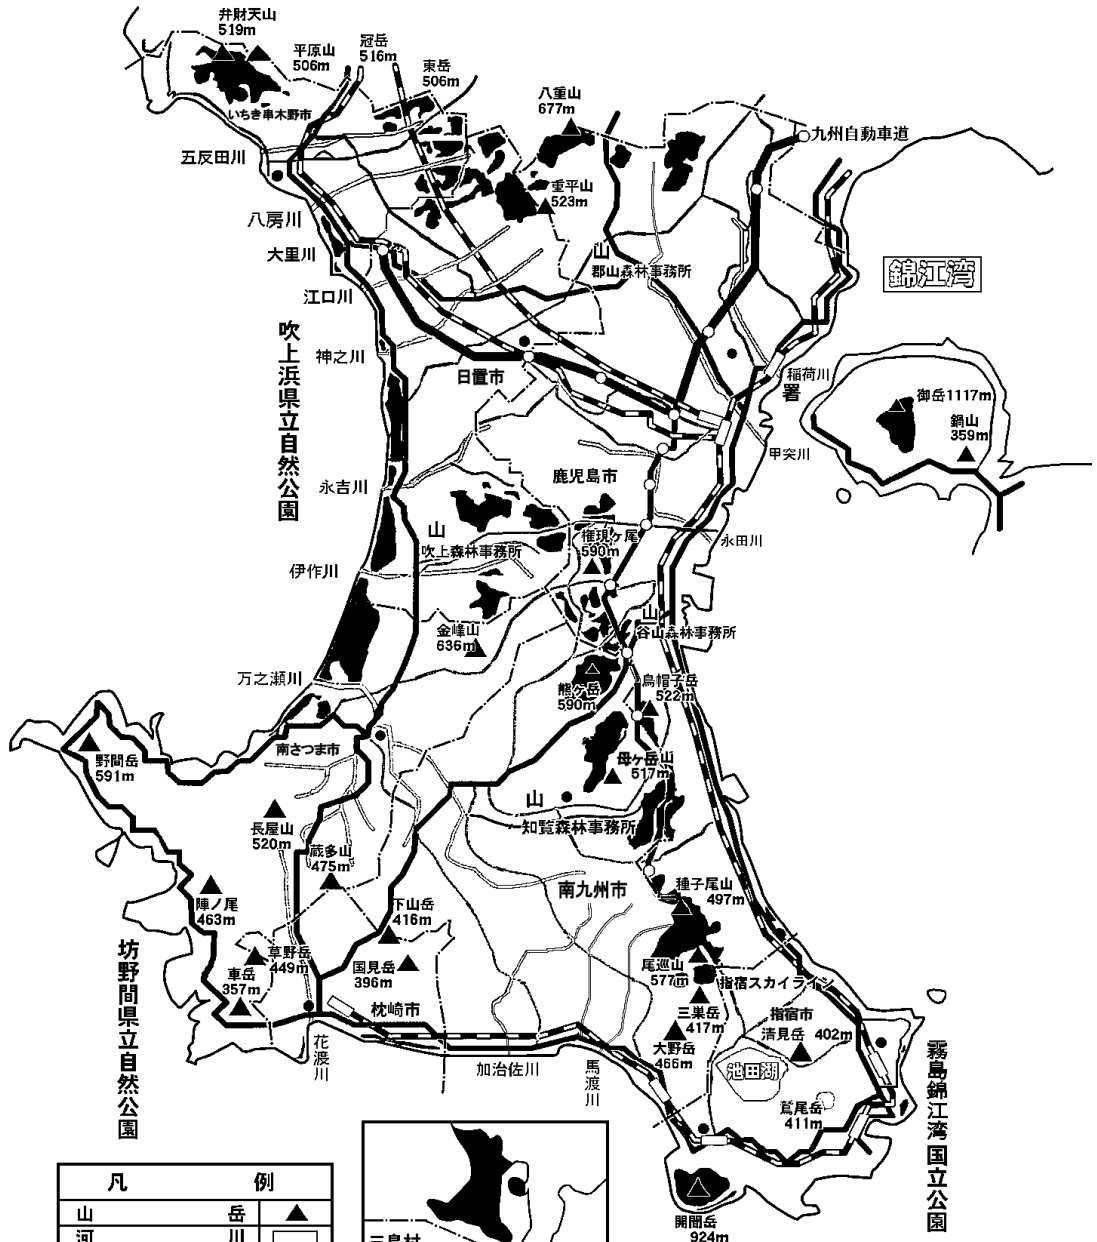 弁財天山
519m
平原山
506m
冠岳
516m
東岳
506m
八重山
677m
いちき串木野市
九州自動車道
五反田川
重平山
523m
八房川
大里川
山
郡山森林事務所
錦江湾
江口川
吹上浜県立自然公園
神之川
日置市
稲荷川
署
御岳1117m
鍋山
359m
甲突川
鹿児島市
永吉川
山
吹上森林事務所
権現ヶ尾
590m
永田川
伊作川
山
谷山森林事務所
金峰山
636m
万之瀬川
熊ヶ岳
590m
烏帽子岳
522m
南さつま市
野間岳
591m
母ヶ岳山
517m
山
知覧森林事務所
長屋山
520m
蔵多山
475m
南九州市
種子尾山
497m
陣ノ尾
463m
下山岳
416m
坊野間県立自然公園
草野岳
449m
国見岳
396m
尾巡山
577m
指宿スカイライン
車岳
357m
枕崎市
三巣岳
417m
指宿市
清見岳 402m
大野岳
466m
池田湖
花渡川
加治佐川
馬渡川
鷲尾岳
411m
霧島錦江湾国立公園
開聞岳
924m
凡例
山岳
河川
三島村